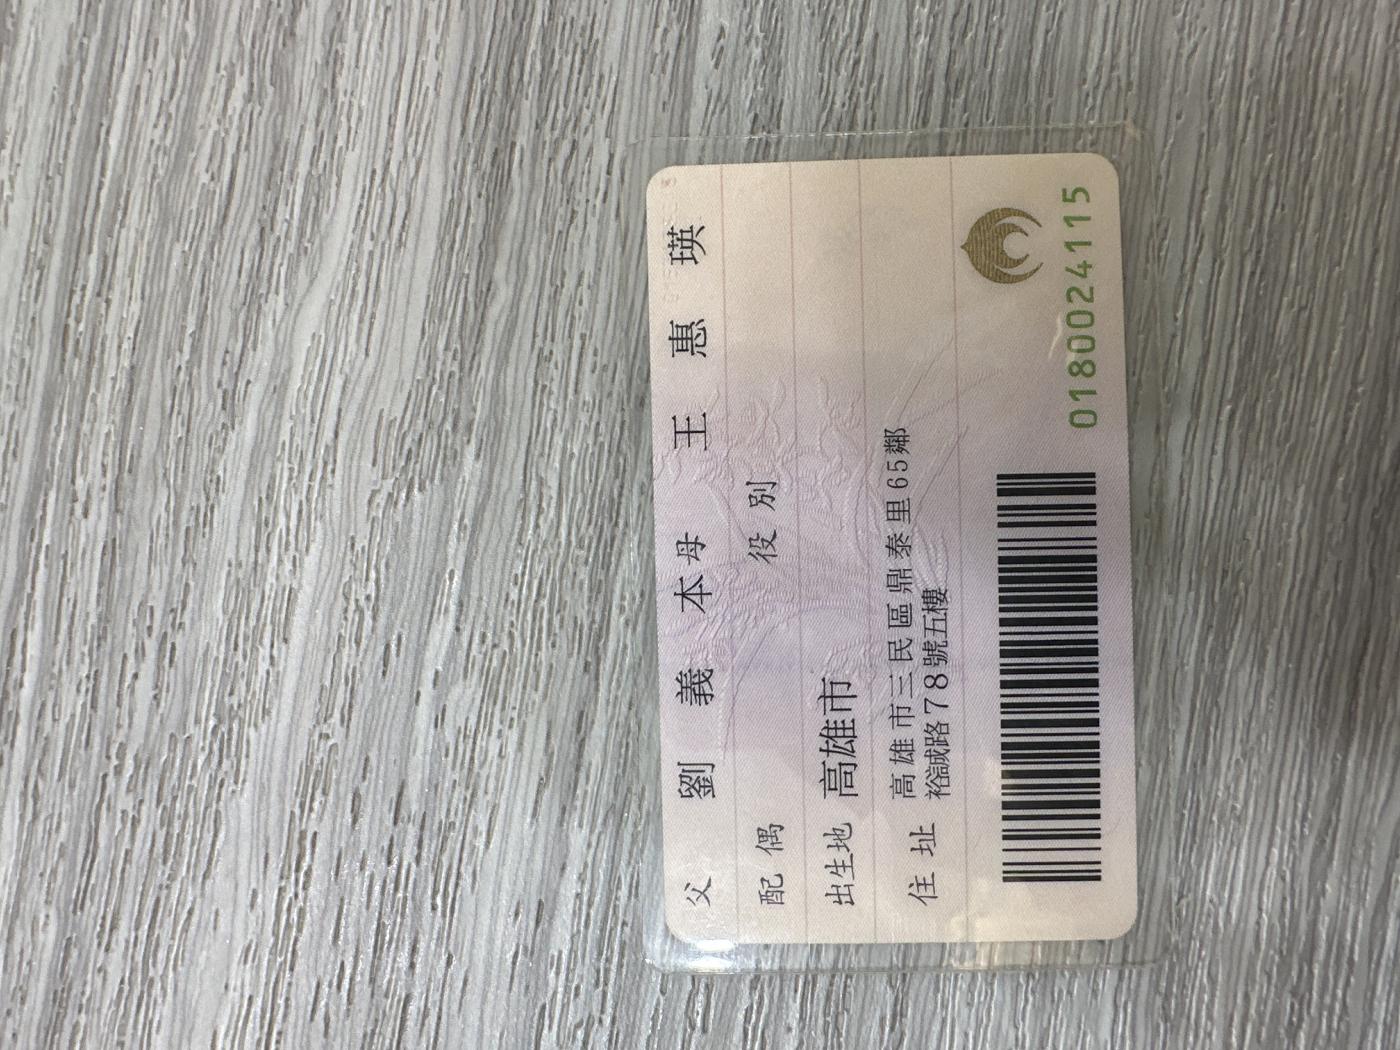 父 劉義本 母 王惠瑛
配偶 役別
出生地 高雄市
住址 高雄市三民區鼎泰里65鄰
裕誠路78號五樓
0180024115